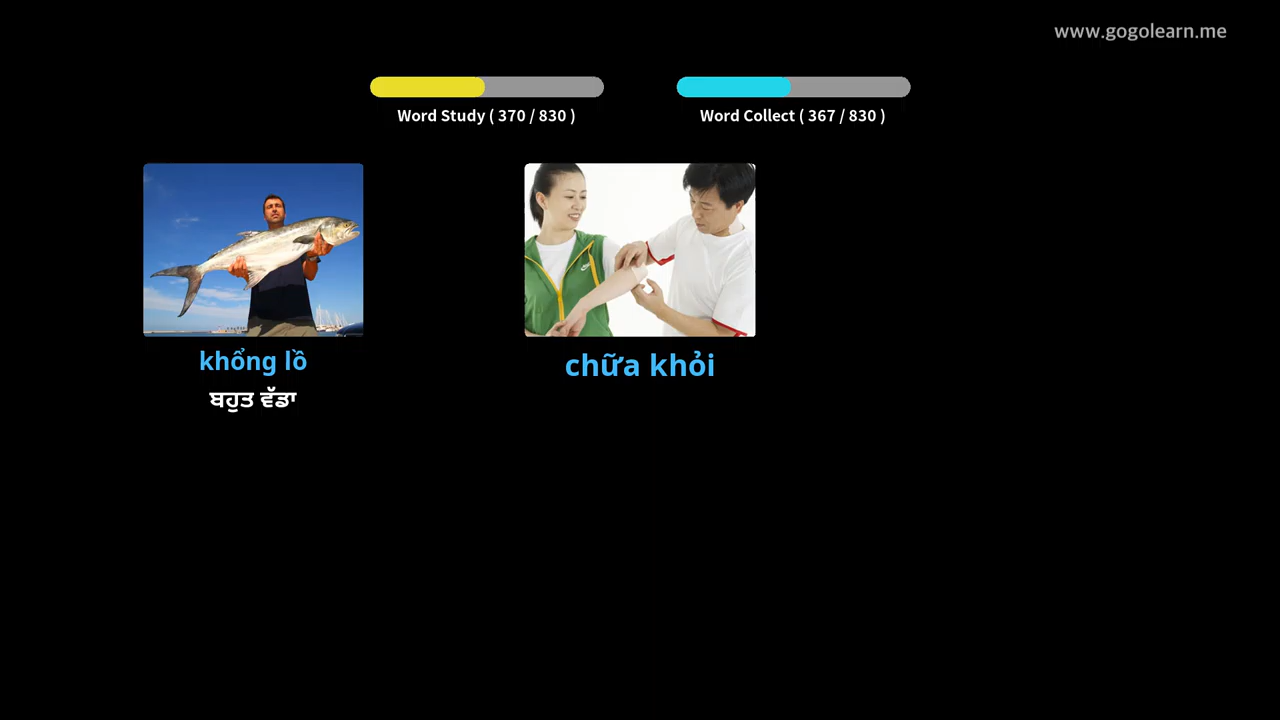 www.gogolearn.me
Word Study ( 370 / 830 )
Word Collect ( 367 / 830 )
khổng lồ
ਬਹੁਤ ਵੱਡਾ
chữa khỏi